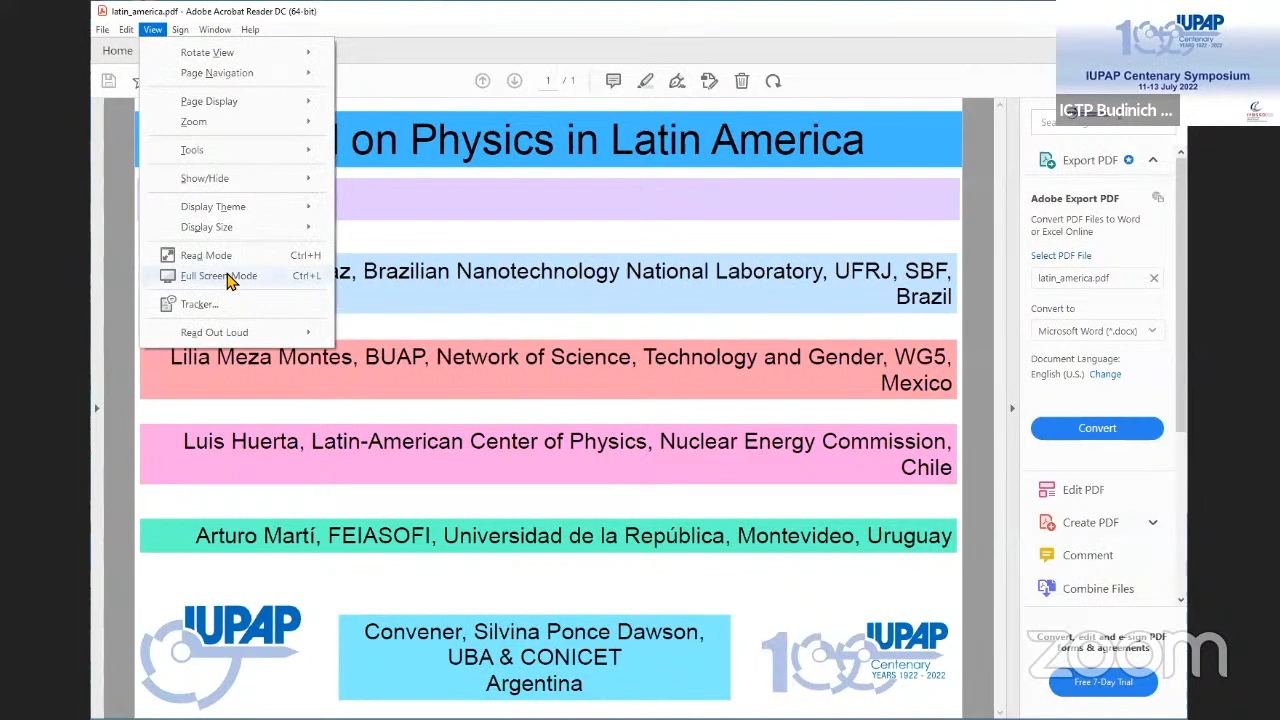 latin_america.pdf - Adobe Acrobat Reader DC (64-bit)
File Edit View Sign Window Help
Home
Rotate View
Page Navigation
Page Display
Zoom
Tools
Show/Hide
Display Theme
Display Size
Read Mode Ctrl+H
Full Screen Mode Ctrl+L
Tracker...
Read Out Loud
1 / 1
on Physics in Latin America
Brazilian Nanotechnology National Laboratory, UFRJ, SBF,
Brazil
Lilia Meza Montes, BUAP, Network of Science, Technology and Gender, WG5,
Mexico
Luis Huerta, Latin-American Center of Physics, Nuclear Energy Commission,
Chile
Arturo Martí, FEIASOFI, Universidad de la República, Montevideo, Uruguay
IUPAP
Convener, Silvina Ponce Dawson,
UBA & CONICET
Argentina
100 IUPAP
Centenary
YEARS 1922 - 2022
100 IUPAP
Centenary
YEARS 1922 - 2022
IUPAP Centenary Symposium
11-13 July 2022
ICTP Budinich ...
Export PDF
Adobe Export PDF
Convert PDF Files to Word
or Excel Online
Select PDF File
latin_america.pdf
Convert to
Microsoft Word (*.docx)
Document Language:
English (U.S.) Change
Convert
Edit PDF
Create PDF
Comment
Combine Files
Convert, edit and e-sign PDF
forms & agreements
Free 7-Day Trial
zoom